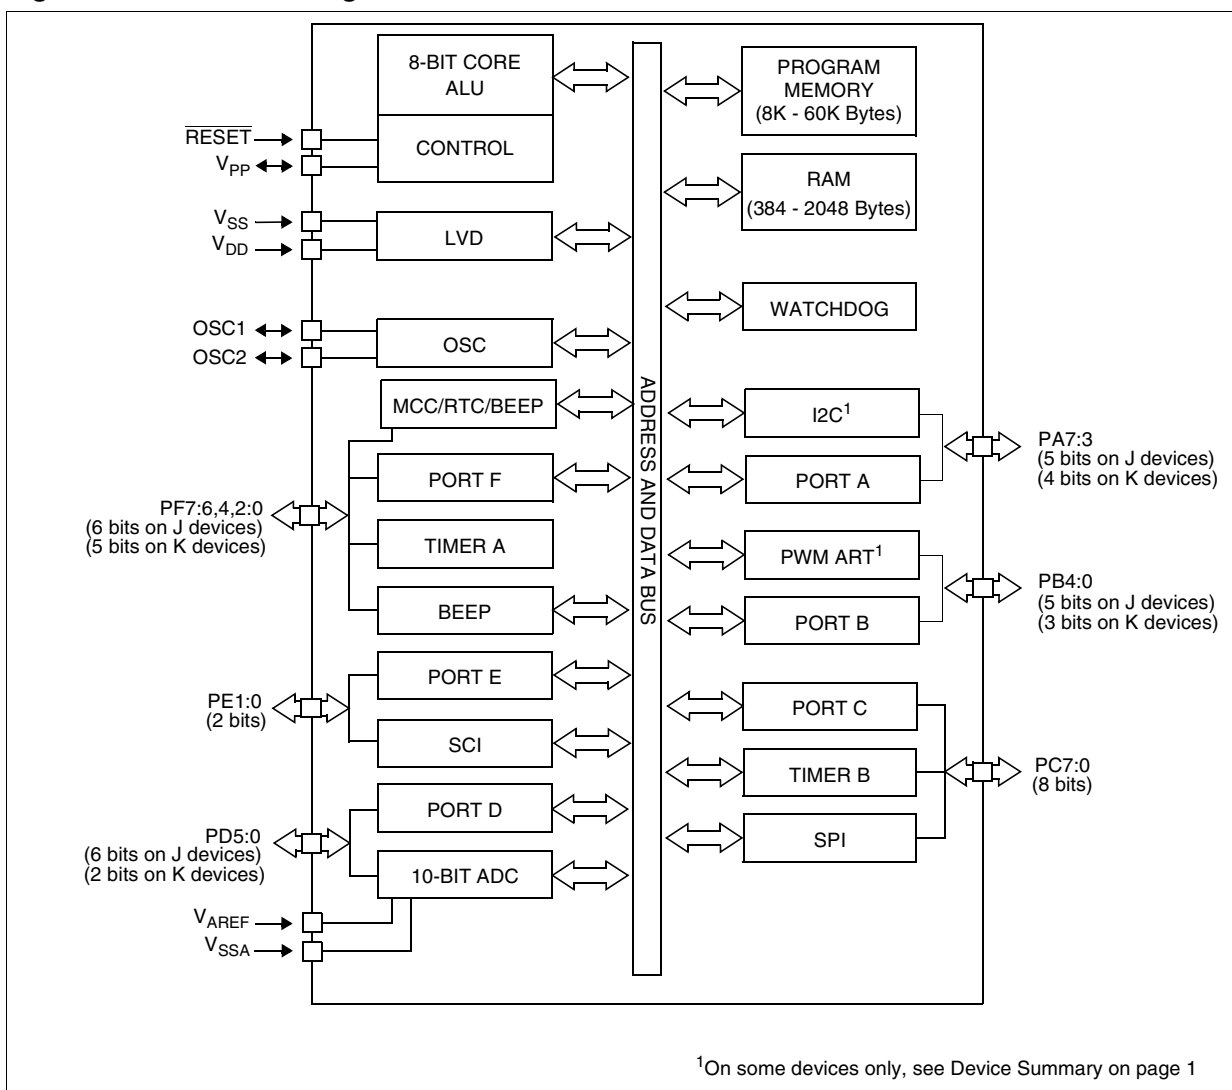 8-BIT CORE
ALU
CONTROL
RESET
VPP
VSS
VDD
LVD
OSC1
OSC2
OSC
MCC/RTC/BEEP
PORT F
PF7:6,4,2:0
(6 bits on J devices)
(5 bits on K devices)
TIMER A
BEEP
PORT E
PE1:0
(2 bits)
SCI
PORT D
PD5:0
(6 bits on J devices)
(2 bits on K devices)
10-BIT ADC
VAREF
VSSA
ADDRESS AND DATA BUS
PROGRAM
MEMORY
(8K - 60K Bytes)
RAM
(384 - 2048 Bytes)
WATCHDOG
I2C1
PORT A
PA7:3
(5 bits on J devices)
(4 bits on K devices)
PWM ART1
PORT B
PB4:0
(5 bits on J devices)
(3 bits on K devices)
PORT C
TIMER B
SPI
PC7:0
(8 bits)
1On some devices only, see Device Summary on page 1